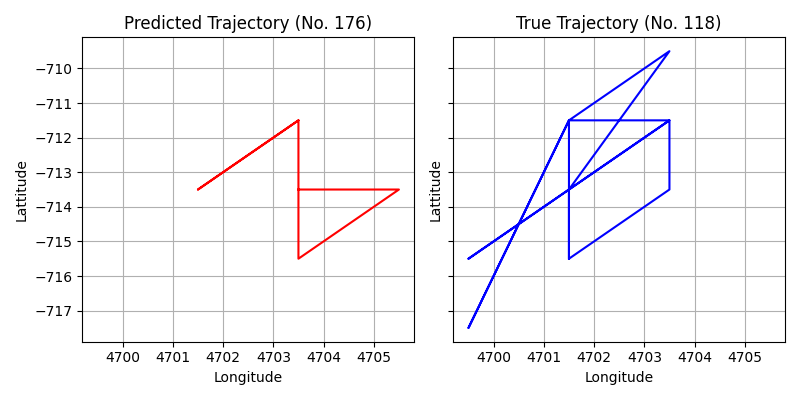 Predicted Trajectory (No. 176)
True Trajectory (No. 118)
−710
−711
−712
−713
−714
−715
−716
−717
Lattitude
Lattitude
4700 4701 4702 4703 4704 4705
4700 4701 4702 4703 4704 4705
Longitude
Longitude